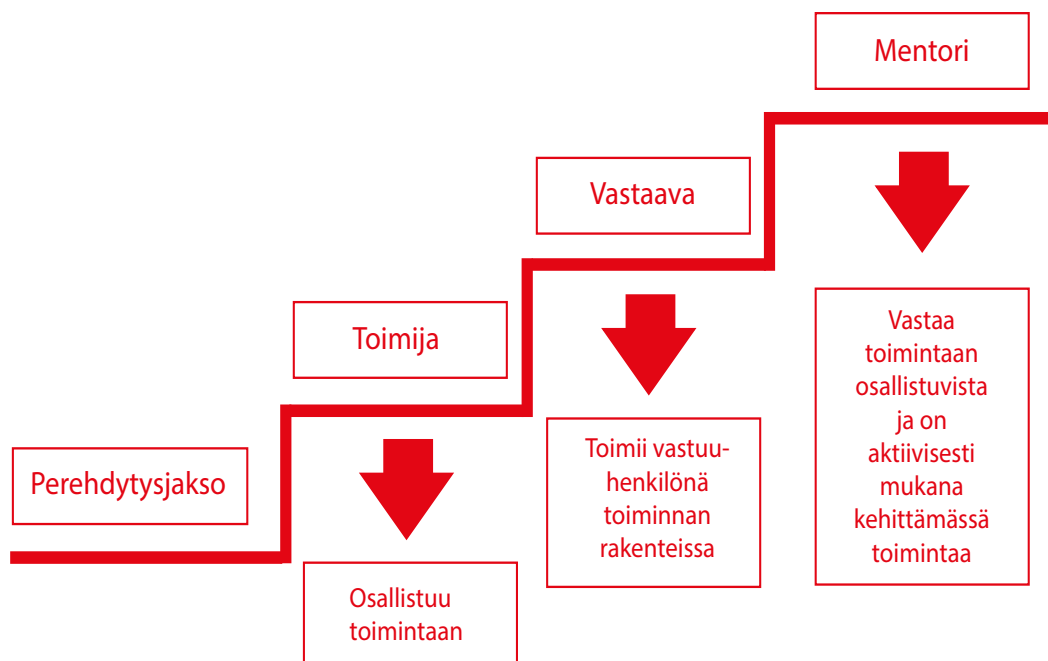 Mentori
Vastaava
Toimija
Perehdytysjakso
Osallistuu
toimintaan
Toimii vastuu-
henkilönä
toiminnan
rakenteissa
Vastaa
toimintaan
osallistuvista
ja on
aktiivisesti
mukana
kehittämässä
toimintaa